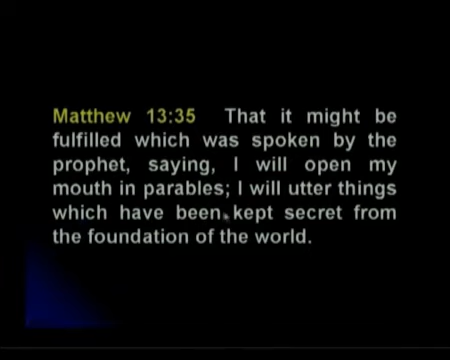 Matthew 13:35 That it might be
fulfilled which was spoken by the
prophet, saying, I will open my
mouth in parables; I will utter things
which have been kept secret from
the foundation of the world.